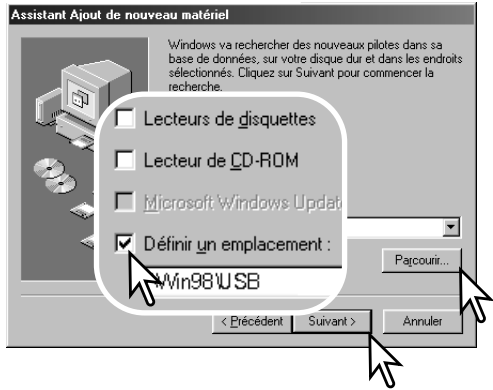 Assistant Ajout de nouveau matériel
Windows va rechercher des nouveaux pilotes dans sa
base de données, sur votre disque dur et dans les endroits
sélectionnés. Cliquez sur Suivant pour commencer la
recherche.
Lecteurs de disquettes
Lecteur de CD-ROM
Microsoft Windows Updat
Définir un emplacement :
\Win98\USB
Parcourir...
< Précédent
Suivant >
Annuler